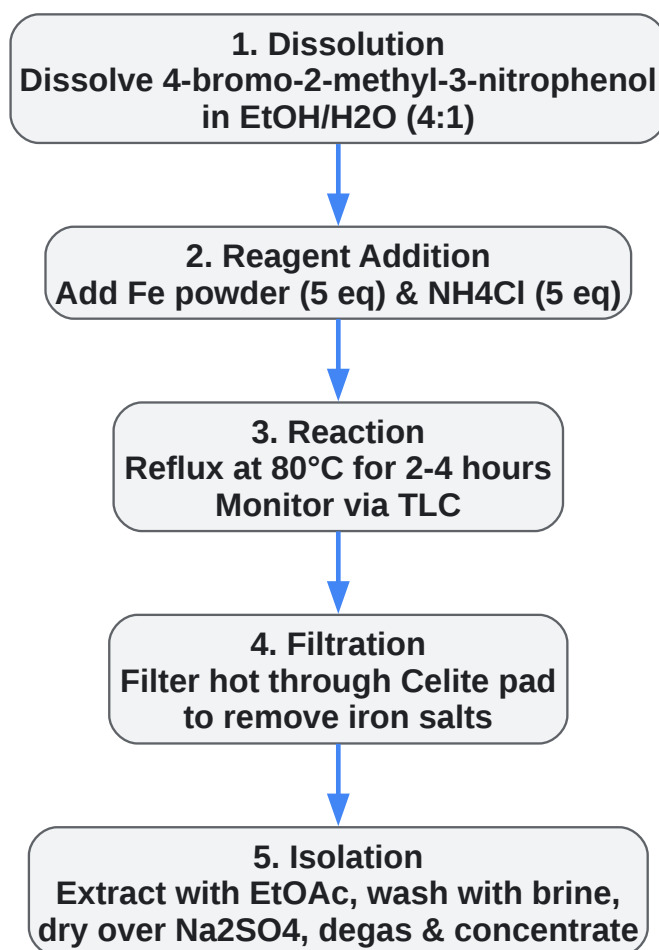 1. Dissolution
Dissolve 4-bromo-2-methyl-3-nitrophenol
in EtOH/H2O (4:1)
2. Reagent Addition
Add Fe powder (5 eq) & NH4Cl (5 eq)
3. Reaction
Reflux at 80°C for 2-4 hours
Monitor via TLC
4. Filtration
Filter hot through Celite pad
to remove iron salts
5. Isolation
Extract with EtOAc, wash with brine,
dry over Na2SO4, degas & concentrate